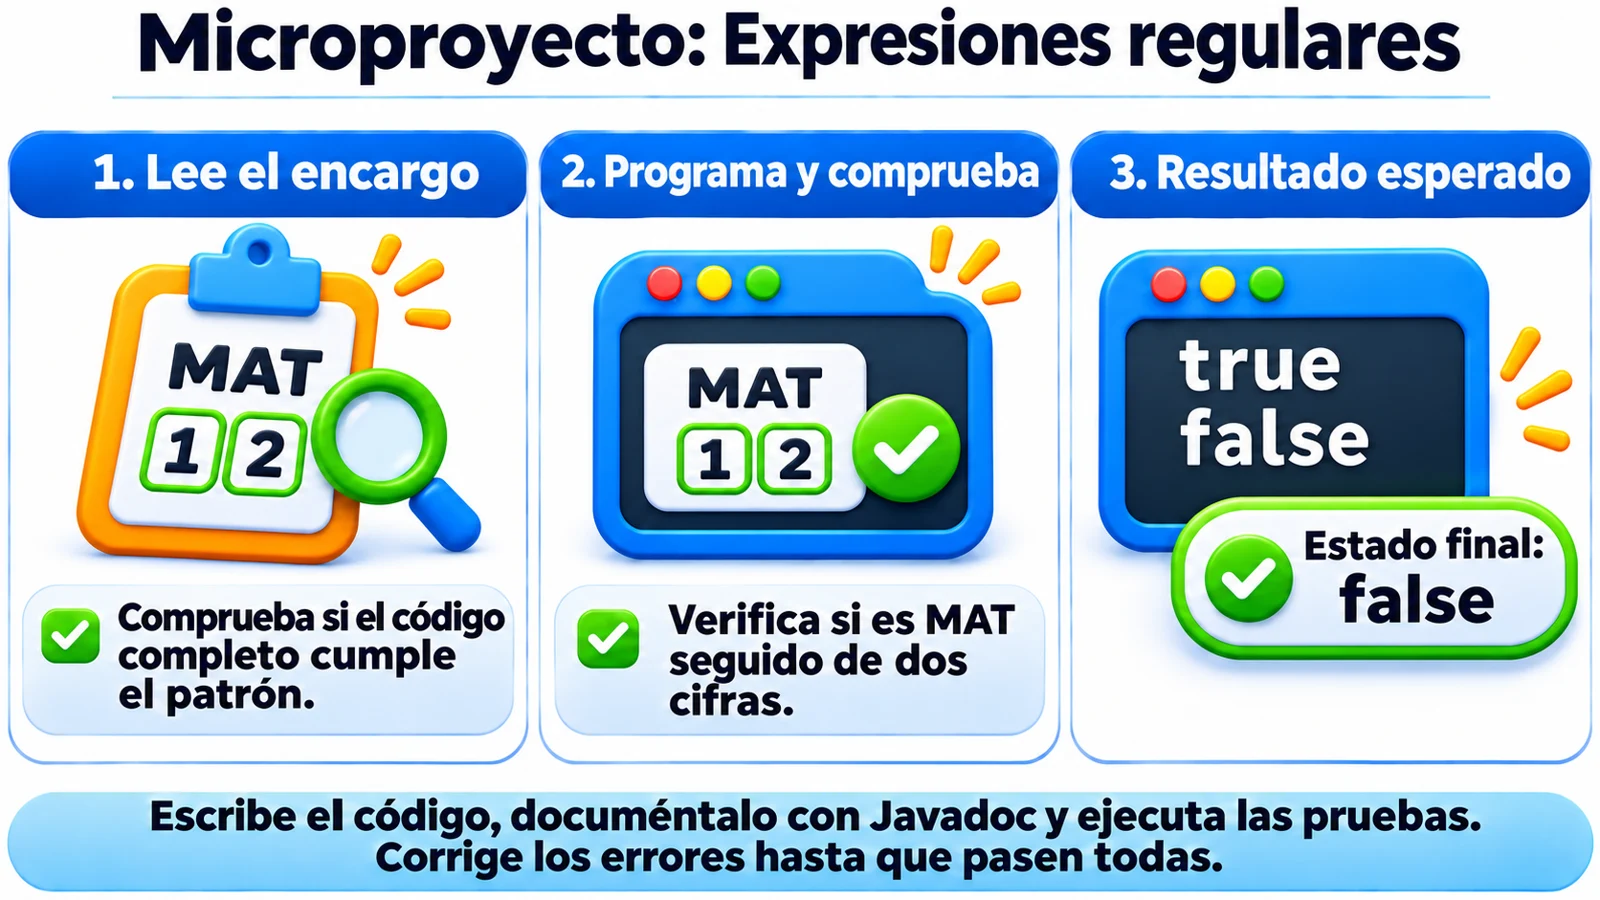 Microproyecto: Expresiones regulares
1. Lee el encargo
MAT
1 2
Comprueba si el código
completo cumple
el patrón.
2. Programa y comprueba
MAT
1 2
Verifica si es MAT
seguido de dos
cifras.
3. Resultado esperado
true
false
Estado final:
false
Escribe el código, documéntalo con Javadoc y ejecuta las pruebas.
Corrige los errores hasta que pasen todas.